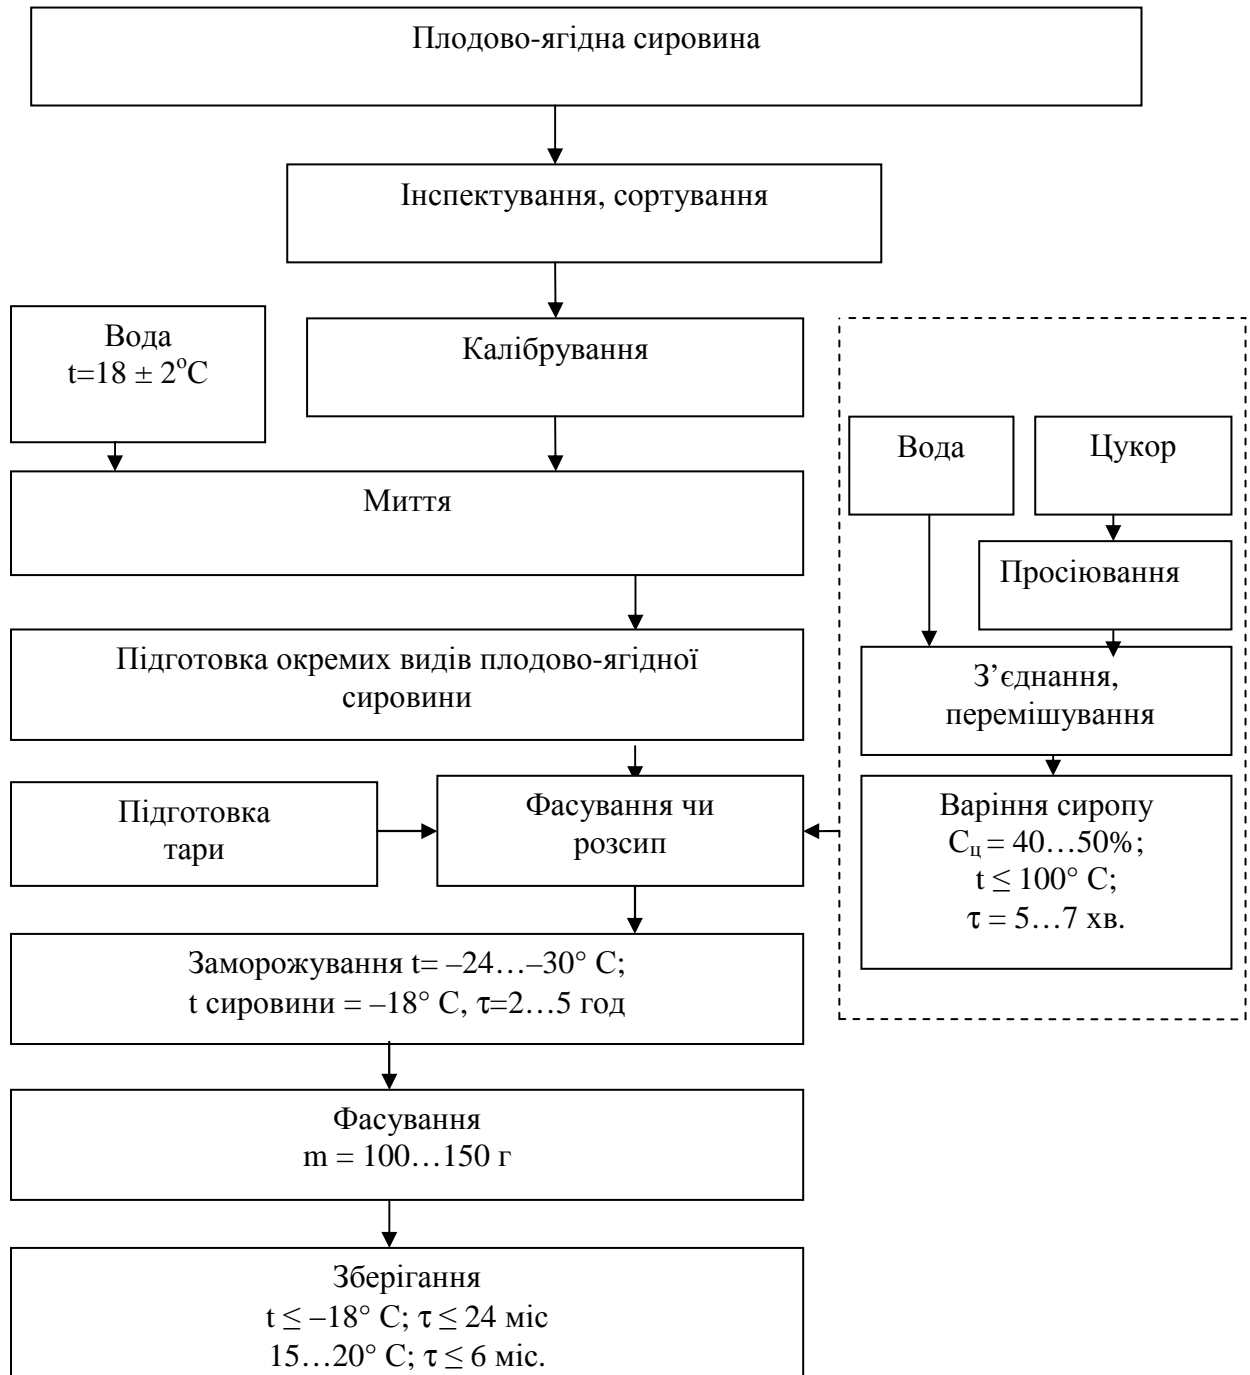 Плодово-ягідна сировина
Інспектування, сортування
Вода
t=18 ± 2°C
Калібрування
Миття
Підготовка окремих видів плодово-ягідної
сировини
Підготовка
тари
Фасування чи
розсип
Заморожування t= –24…–30° C;
t сировини = –18° C, τ=2…5 год
Фасування
m = 100…150 г
Зберігання
t ≤ –18° C; τ ≤ 24 міс
15…20° C; τ ≤ 6 міс.
Вода
Цукор
Просіювання
З’єднання,
перемішування
Варіння сиропу
Cц = 40…50%;
t ≤ 100° C;
τ = 5…7 хв.